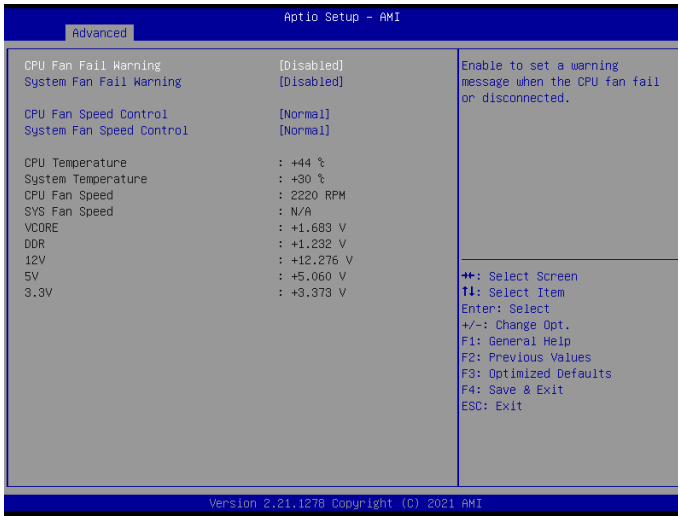 Aptio Setup – AMI
Advanced
CPU Fan Fail Warning [Disabled]
System Fan Fail Warning [Disabled]
CPU Fan Speed Control [Normal]
System Fan Speed Control [Normal]
CPU Temperature : +44 ℃
System Temperature : +30 ℃
CPU Fan Speed : 2220 RPM
SYS Fan Speed : N/A
VCORE : +1.683 V
DDR : +1.232 V
12V : +12.276 V
5V : +5.060 V
3.3V : +3.373 V
Enable to set a warning
message when the CPU fan fail
or disconnected.
→←: Select Screen
↑↓: Select Item
Enter: Select
+/-: Change Opt.
F1: General Help
F2: Previous Values
F3: Optimized Defaults
F4: Save & Exit
ESC: Exit
Version 2.21.1278 Copyright (C) 2021 AMI